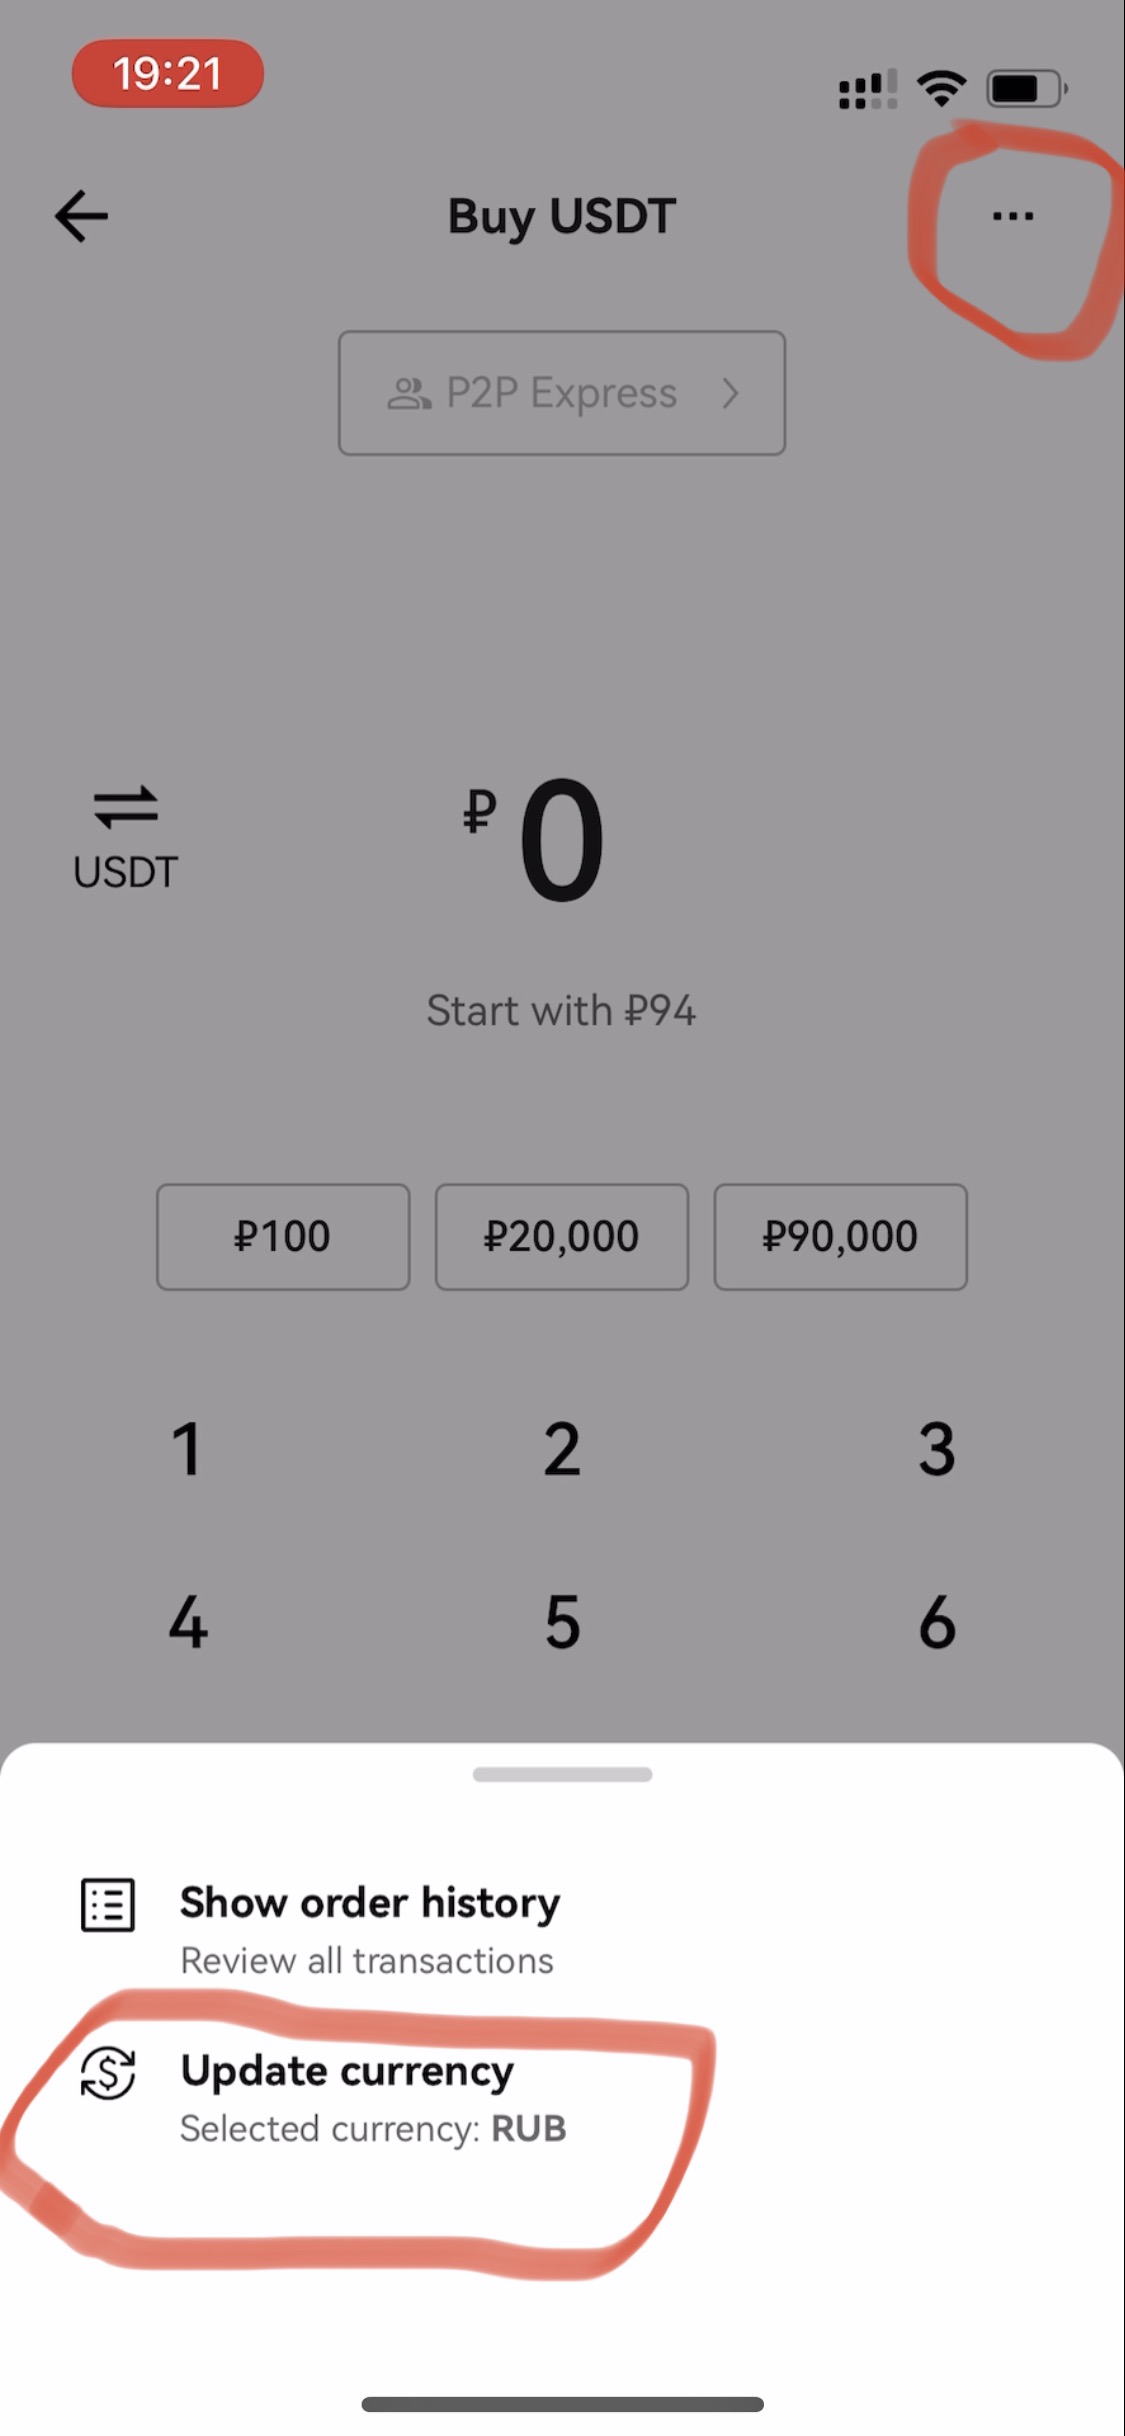 19:21
Buy USDT
P2P Express
₽ 0
USDT
Start with ₽94
₽100 ₽20,000 ₽90,000
1 2 3
4 5 6
Show order history
Review all transactions
Update currency
Selected currency: RUB